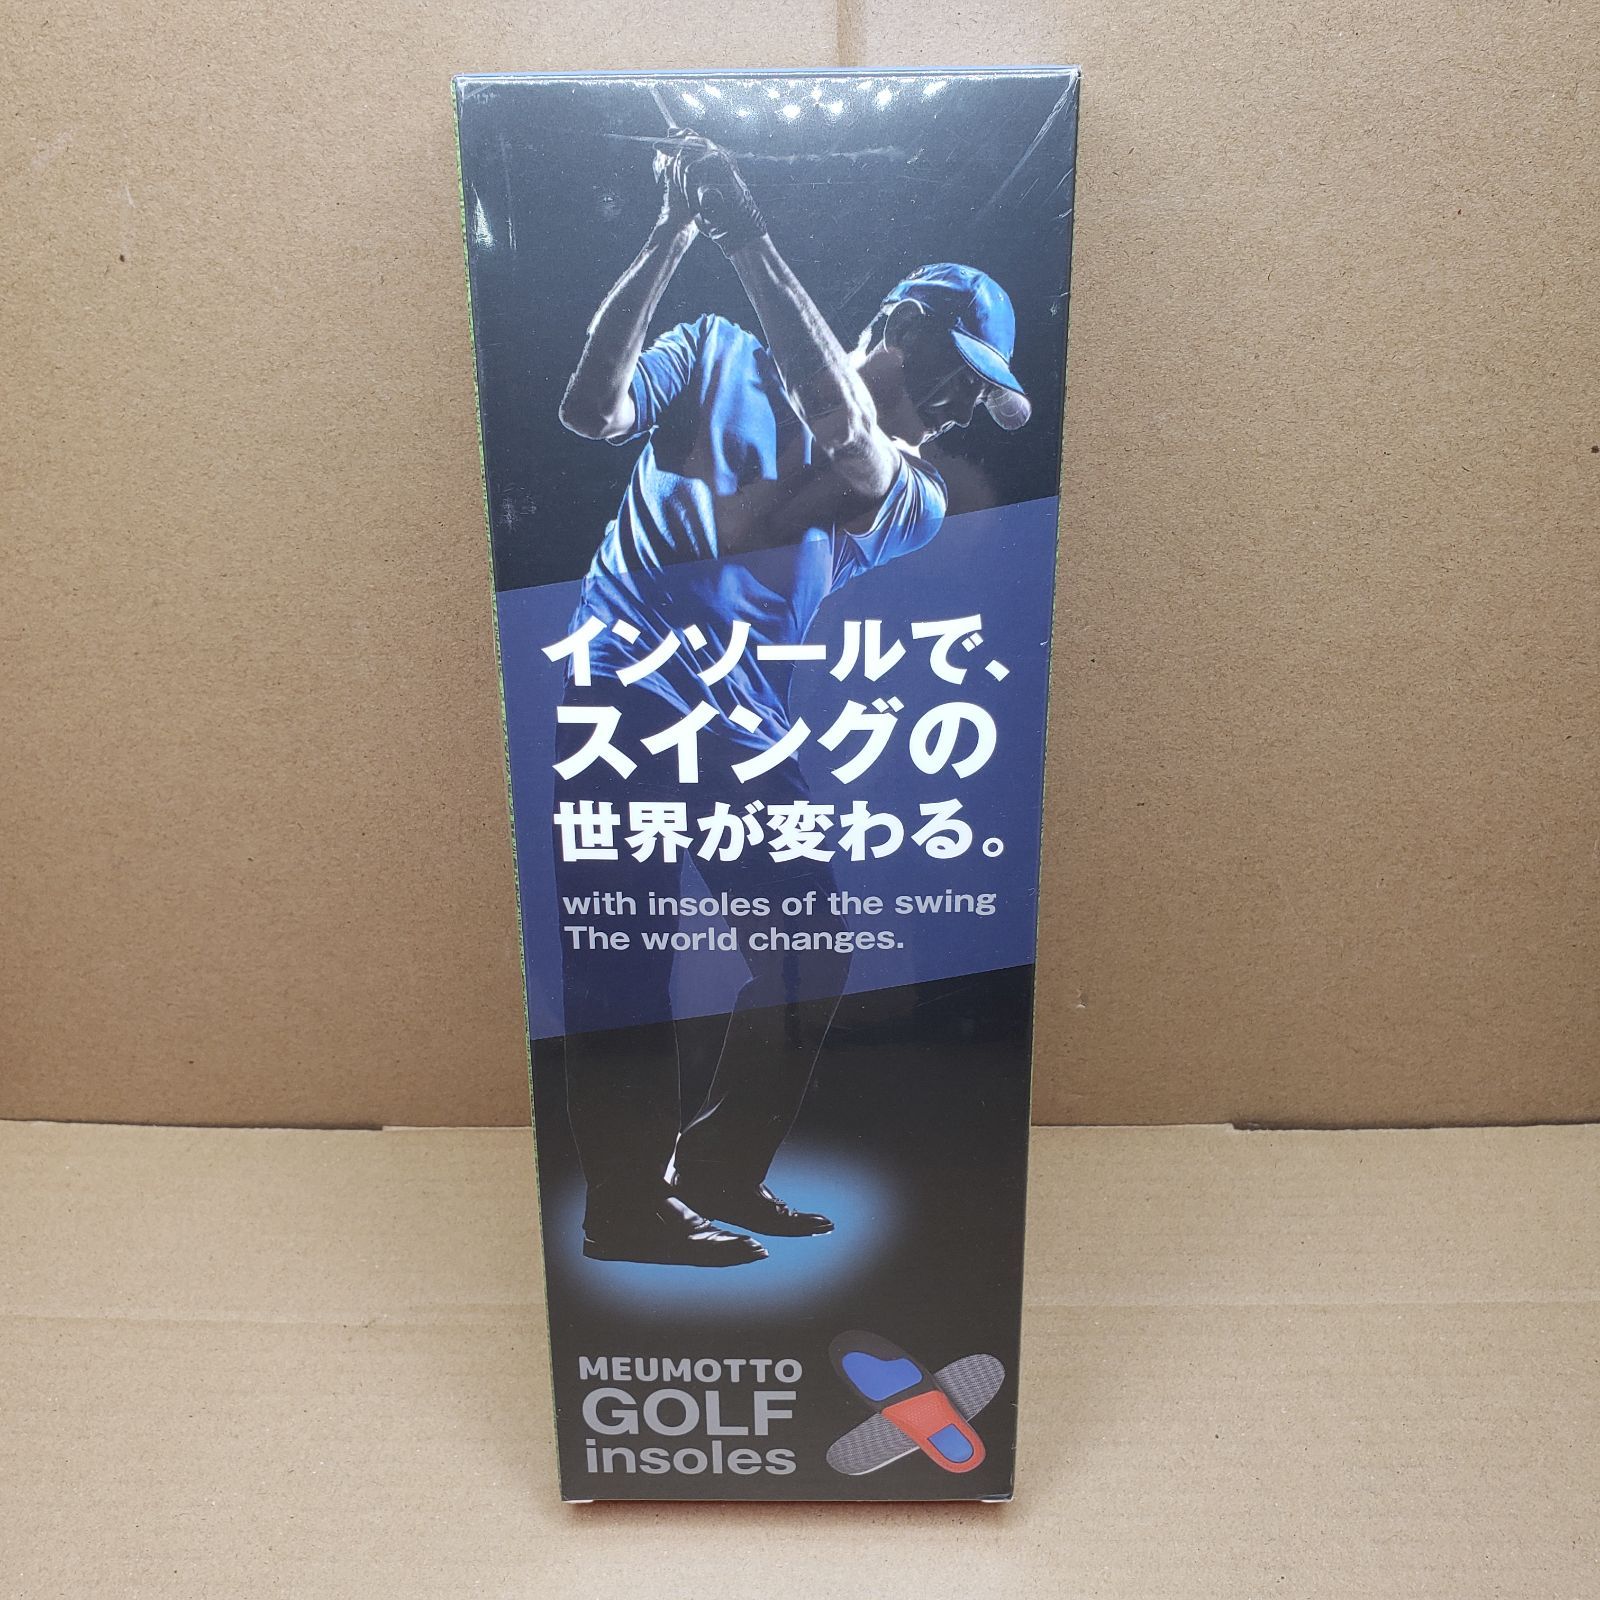 インソールで、
スイングの
世界が変わる。
with insoles of the swing
The world changes.
MEUMOTTO
GOLF
insoles